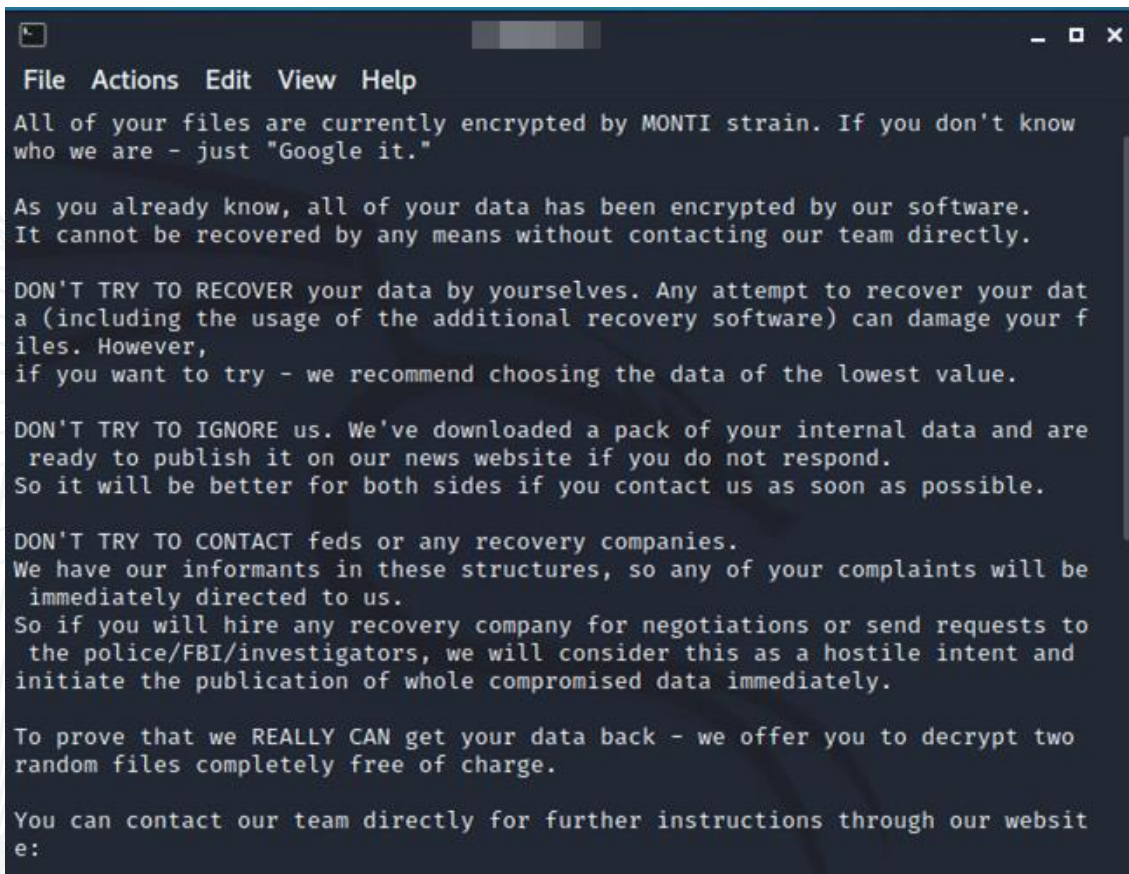 File Actions Edit View Help
All of your files are currently encrypted by MONTI strain. If you don't know
who we are - just "Google it."
As you already know, all of your data has been encrypted by our software.
It cannot be recovered by any means without contacting our team directly.
DON'T TRY TO RECOVER your data by yourselves. Any attempt to recover your dat
a (including the usage of the additional recovery software) can damage your f
iles. However,
if you want to try - we recommend choosing the data of the lowest value.
DON'T TRY TO IGNORE us. We've downloaded a pack of your internal data and are
ready to publish it on our news website if you do not respond.
So it will be better for both sides if you contact us as soon as possible.
DON'T TRY TO CONTACT feds or any recovery companies.
We have our informants in these structures, so any of your complaints will be
immediately directed to us.
So if you will hire any recovery company for negotiations or send requests to
the police/FBI/investigators, we will consider this as a hostile intent and
initiate the publication of whole compromised data immediately.
To prove that we REALLY CAN get your data back - we offer you to decrypt two
random files completely free of charge.
You can contact our team directly for further instructions through our websit
e: